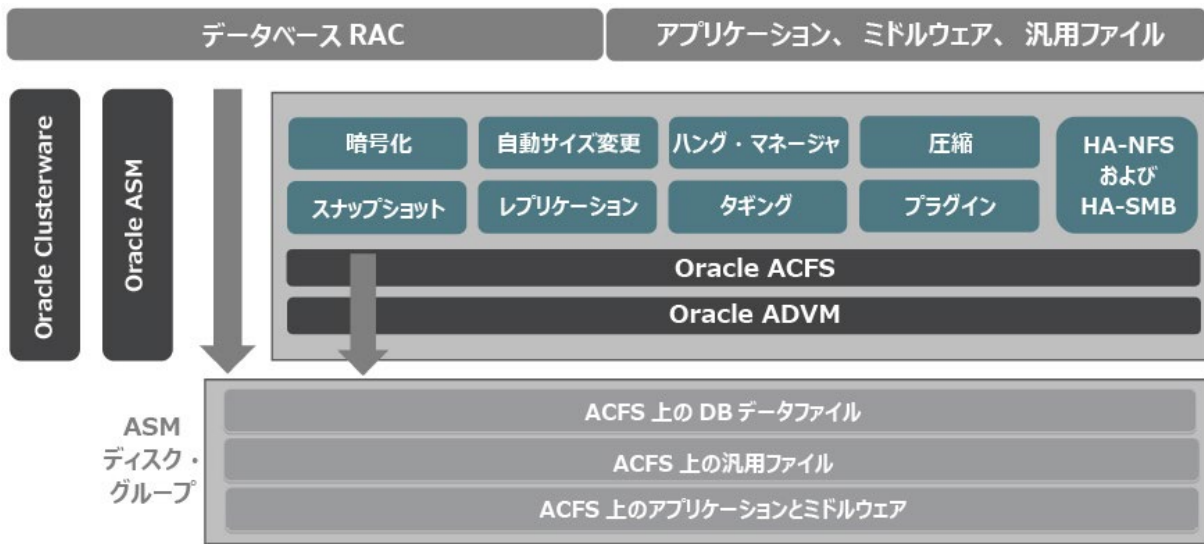 データベース RAC
アプリケーション、 ミドルウェア、 汎用ファイル
Oracle Clusterware
Oracle ASM
暗号化
自動サイズ変更
ハング・マネージャ
圧縮
HA-NFS
および
HA-SMB
スナップショット
レプリケーション
タギング
プラグイン
Oracle ACFS
Oracle ADVM
ASM
ディスク・
グループ
ACFS 上の DB データファイル
ACFS 上の汎用ファイル
ACFS 上のアプリケーションとミドルウェア